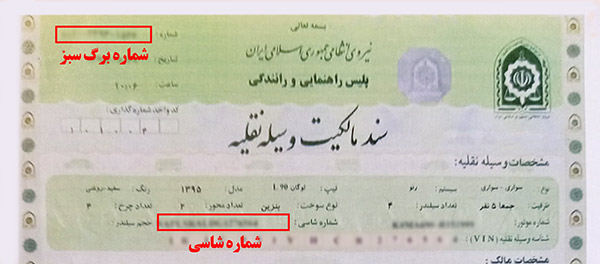 بسمه تعالی
شماره:
شماره برگ سبز
نیروی انتظامی جمهوری اسلامی ایران
تاریخ:
پلیس راهنمایی و رانندگی
ساعت: ۱۰:۰۶
کد واحد شماره گذاری:
سند مالکیت وسیله نقلیه
مشخصات وسیله نقلیه:
نوع: سواری - سواری سیستم: رنو تیپ: لوگان L 90 مدل: ۱۳۹۵ رنگ: سفید-روغنی
ظرفیت: جمعا ۵ نفر تعداد سیلندر: ۴ نوع سوخت: بنزین تعداد محور: ۲ تعداد چرخ: ۴
شماره موتور: شماره شاسی: حجم سیلندر:
شناسه وسیله نقلیه (VIN):
شماره شاسی
مشخصات مالک: